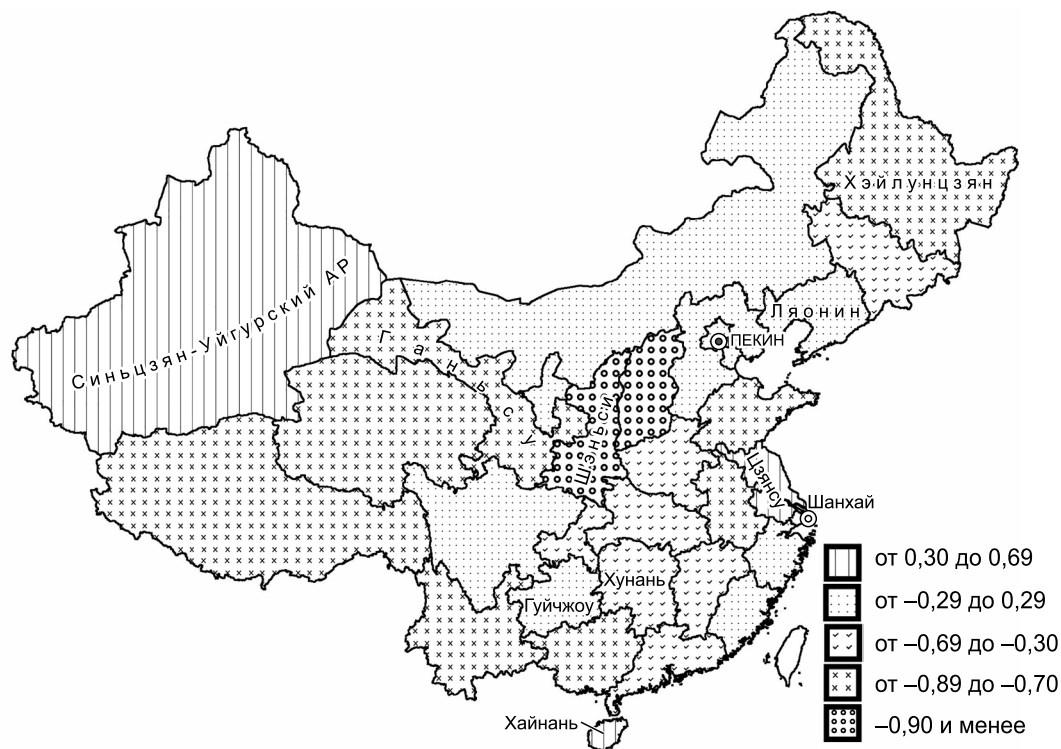 Хэйлунцзян
Ляонин
ПЕКИН
Синьцзян-Уйгурский АР
Ганьсу
Шэньси
Цзянсу
Шанхай
Хунань
Гуйчжоу
Хайнань
от 0,30 до 0,69
от –0,29 до 0,29
от –0,69 до –0,30
от –0,89 до –0,70
–0,90 и менее